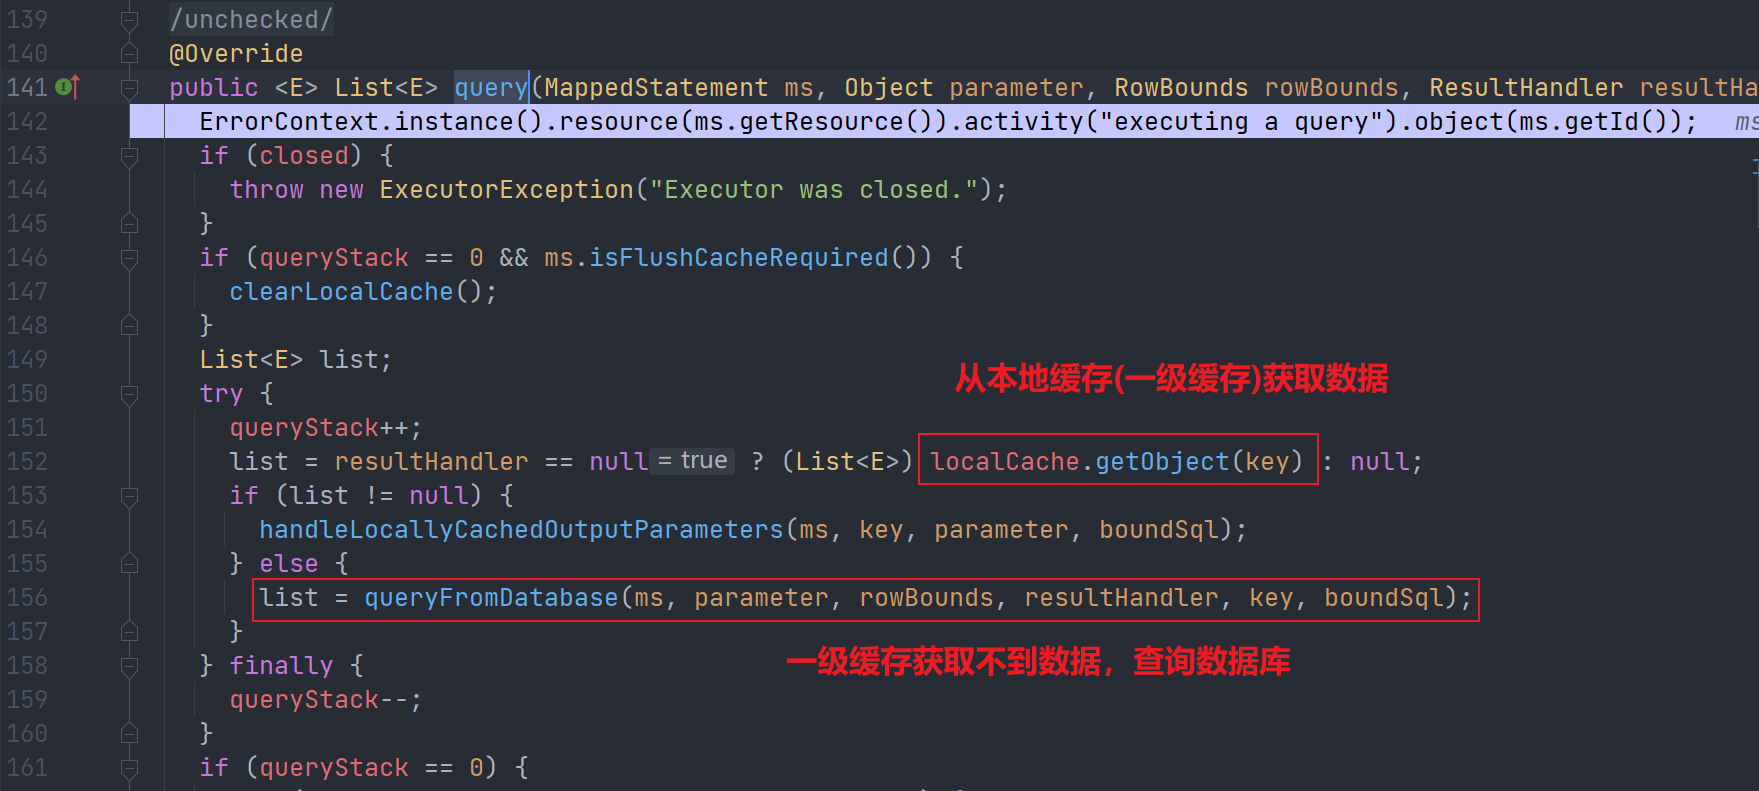 139 /unchecked/
140 @Override
141 public <E> List<E> query(MappedStatement ms, Object parameter, RowBounds rowBounds, ResultHandler resultHa
142 ErrorContext.instance().resource(ms.getResource()).activity("executing a query").object(ms.getId()); ms
143 if (closed) {
144 throw new ExecutorException("Executor was closed.");
145 }
146 if (queryStack == 0 && ms.isFlushCacheRequired()) {
147 clearLocalCache();
148 }
149 List<E> list;
从本地缓存(一级缓存)获取数据
150 try {
151 queryStack++;
152 list = resultHandler == null = true ? (List<E>) localCache.getObject(key) : null;
153 if (list != null) {
154 handleLocallyCachedOutputParameters(ms, key, parameter, boundSql);
155 } else {
156 list = queryFromDatabase(ms, parameter, rowBounds, resultHandler, key, boundSql);
157 }
一级缓存获取不到数据，查询数据库
158 } finally {
159 queryStack--;
160 }
161 if (queryStack == 0) {